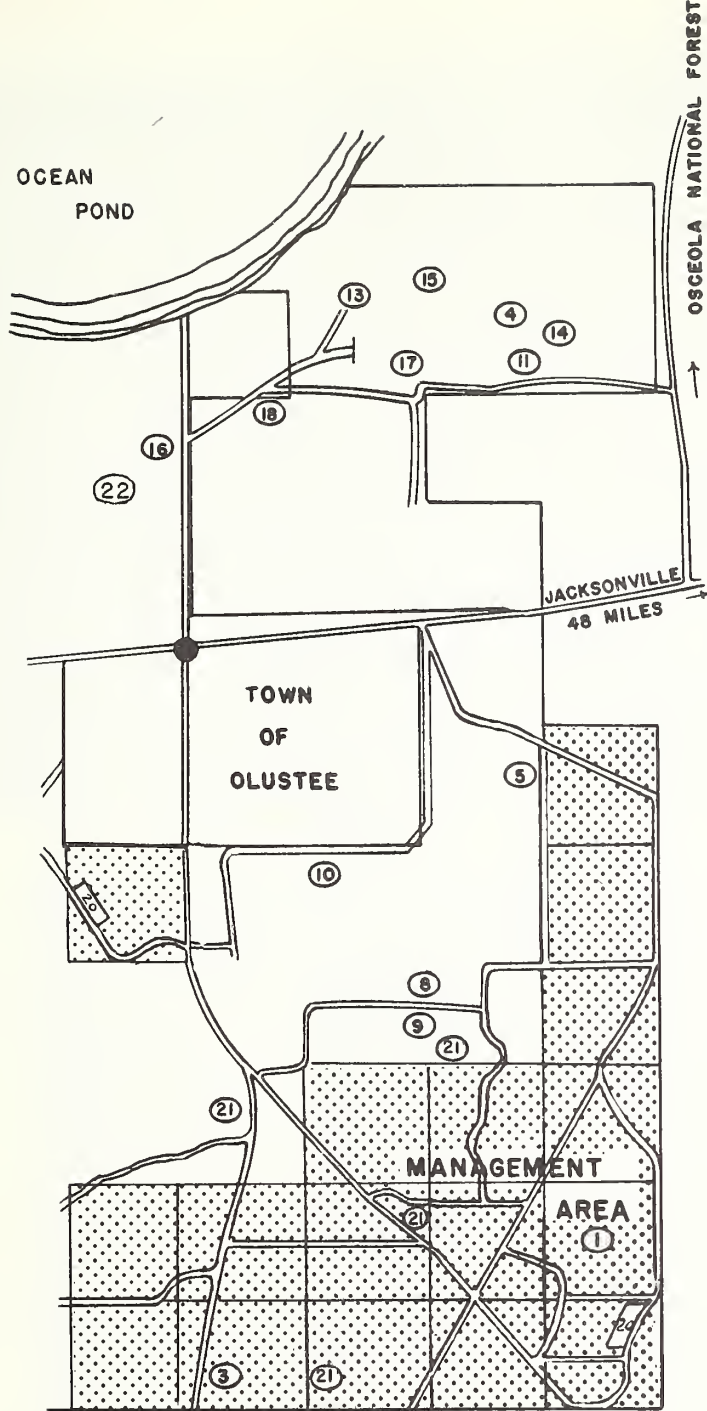 OSCEOLA NATIONAL FOREST
OCEAN
POND
15
13
4
14
17
11
18
16
22
JACKSONVILLE
48 MILES
TOWN
OF
OLUSTEE
5
10
20
8
9
21
21
MANAGEMENT
AREA
21
1
20
3
21